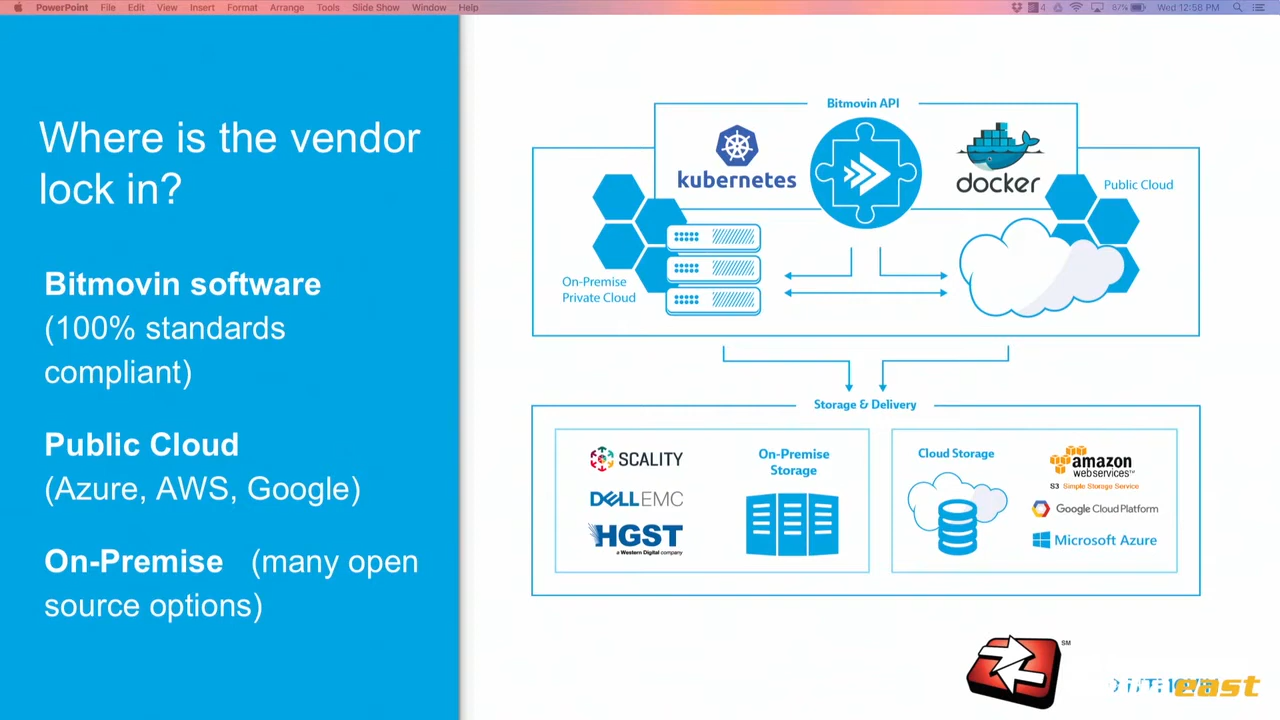 PowerPoint File Edit View Insert Format Arrange Tools Slide Show Window Help 4 87% Wed 12:58 PM
Where is the vendor
lock in?
Bitmovin software
(100% standards
compliant)
Public Cloud
(Azure, AWS, Google)
On-Premise (many open
source options)
Bitmovin API
kubernetes
docker
Public Cloud
On-Premise
Private Cloud
Storage & Delivery
SCALITY
DELLEMC
HGST
a Western Digital company
On-Premise
Storage
Cloud Storage
amazon
webservices™
S3 Simple Storage Service
Google Cloud Platform
Microsoft Azure
SM
east